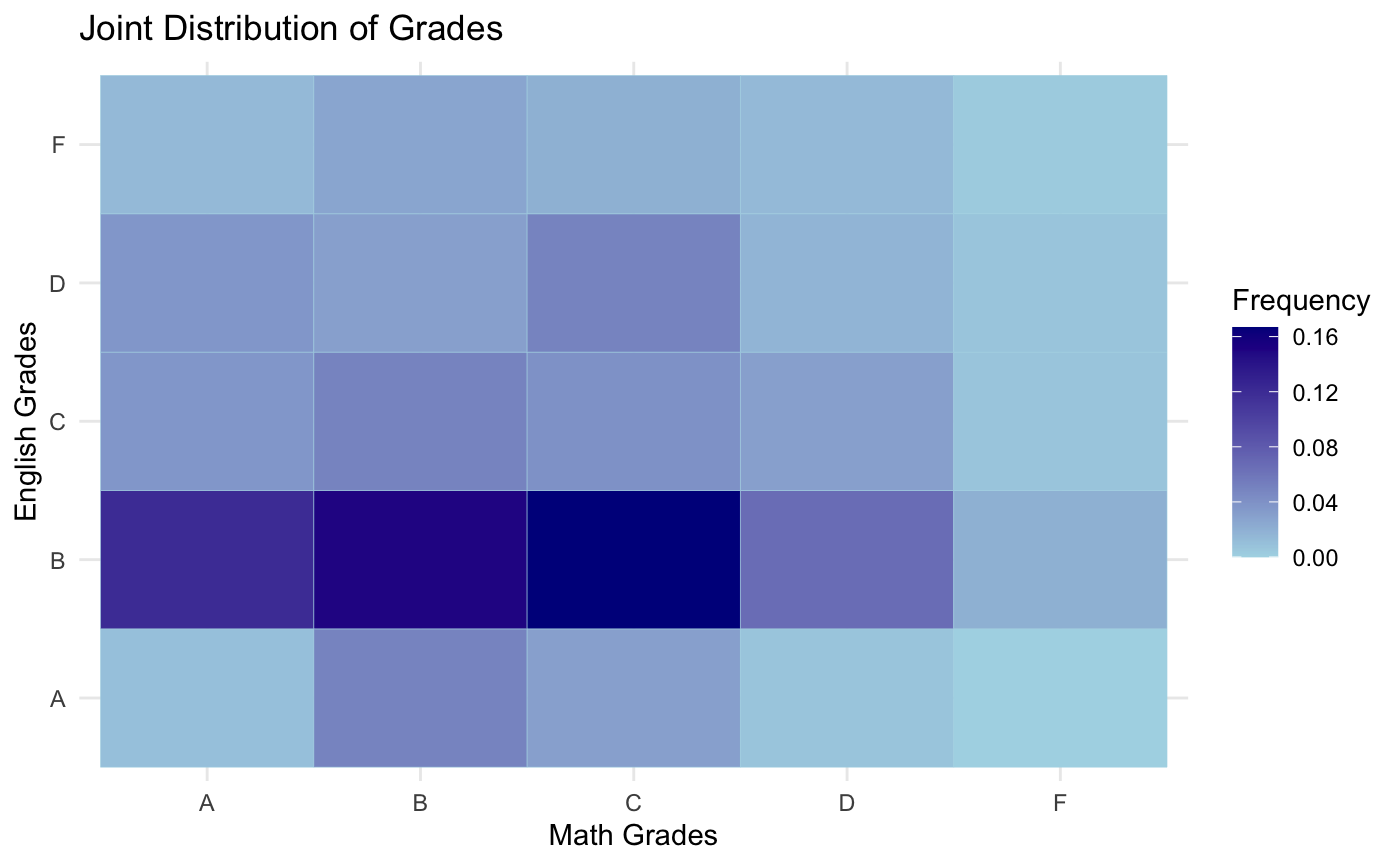 Joint Distribution of Grades
F
D
C
B
A
English Grades
A
B
C
D
F
Math Grades
Frequency
0.16
0.12
0.08
0.04
0.00